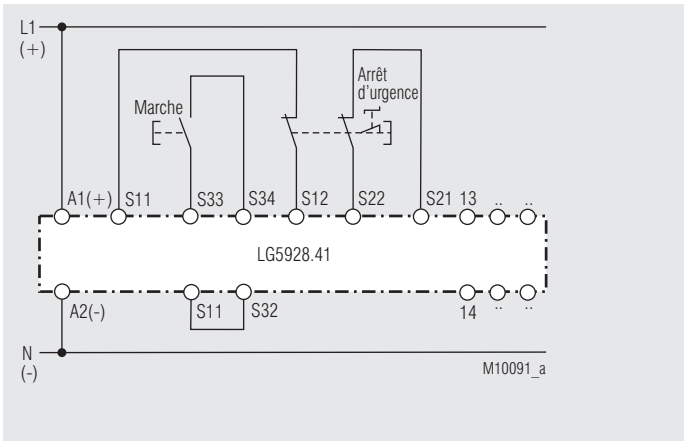 L1
(+)
Arrêt
d'urgence
Marche
A1(+) S11 S33 S34 S12 S22 S21 13 .. ..
LG5928.41
A2(-) S11 S32 14 .. ..
N
(-)
M10091_a